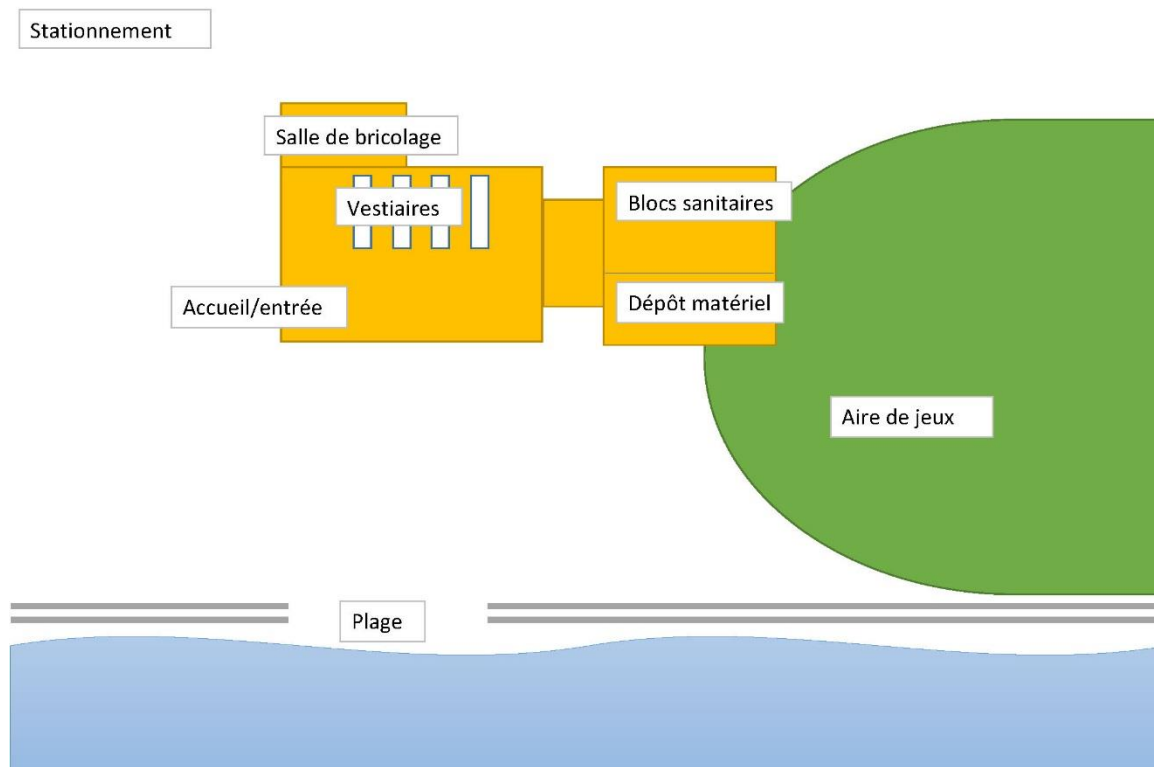 Stationnement
Salle de bricolage
Vestiaires
Blocs sanitaires
Accueil/entrée
Dépôt matériel
Aire de jeux
Plage